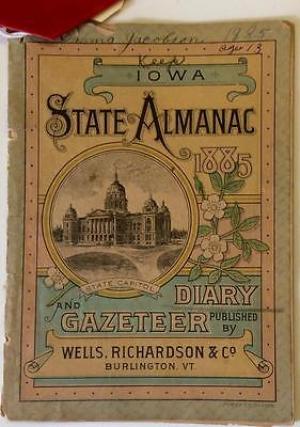 Jacobson 1885
age 13
Keep
IOWA
STATE ALMANAC
1885
STATE CAPITOL
DIARY
AND
GAZETEER PUBLISHED BY
WELLS, RICHARDSON & Co
BURLINGTON, VT.